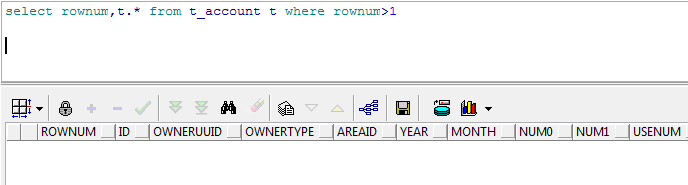 select rownum,t.* from t_account t where rownum>1
ROWNUM ID OWNERUUID OWNERTYPE AREAID YEAR MONTH NUM0 NUM1 USENUM